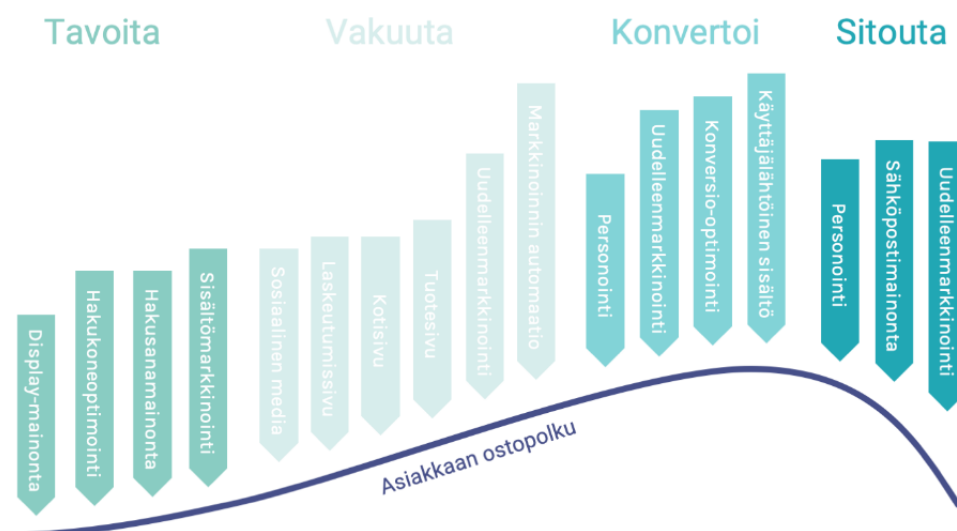 Tavoita
Vakuuta
Konvertoi
Sitouta
Display-mainonta
Hakukoneoptimointi
Hakusanamainonta
Sisältömarkkinointi
Sosiaalinen media
Laskeutumissivu
Kotisivu
Tuotesivu
Uudelleenmarkkinointi
Markkinoinnin automaatio
Personointi
Uudelleenmarkkinointi
Konversio-optimointi
Käyttäjälähtöinen sisältö
Personointi
Sähköpostimainonta
Uudelleenmarkkinointi
Asiakkaan ostopolku